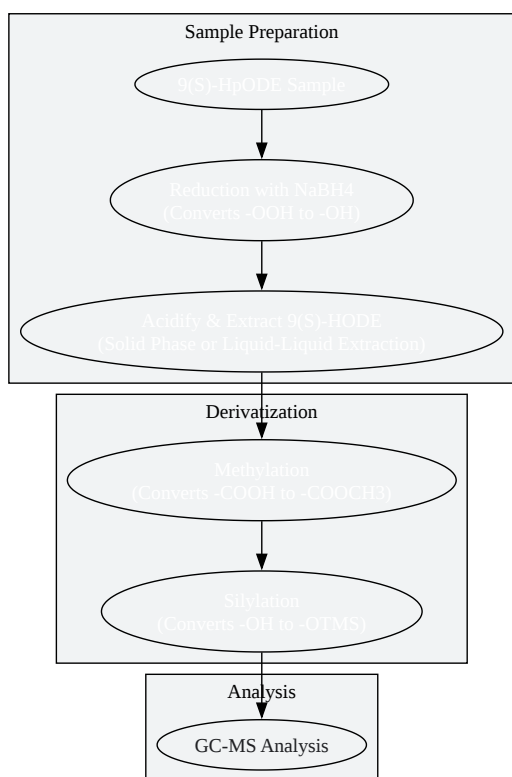 Sample Preparation
9(S)-HpODE Sample
Reduction with NaBH4
(Converts -OOH to -OH)
Acidify & Extract 9(S)-HODE
(Solid Phase or Liquid-Liquid Extraction)
Derivatization
Methylation
(Converts -COOH to -COOCH3)
Silylation
(Converts -OH to -OTMS)
Analysis
GC-MS Analysis